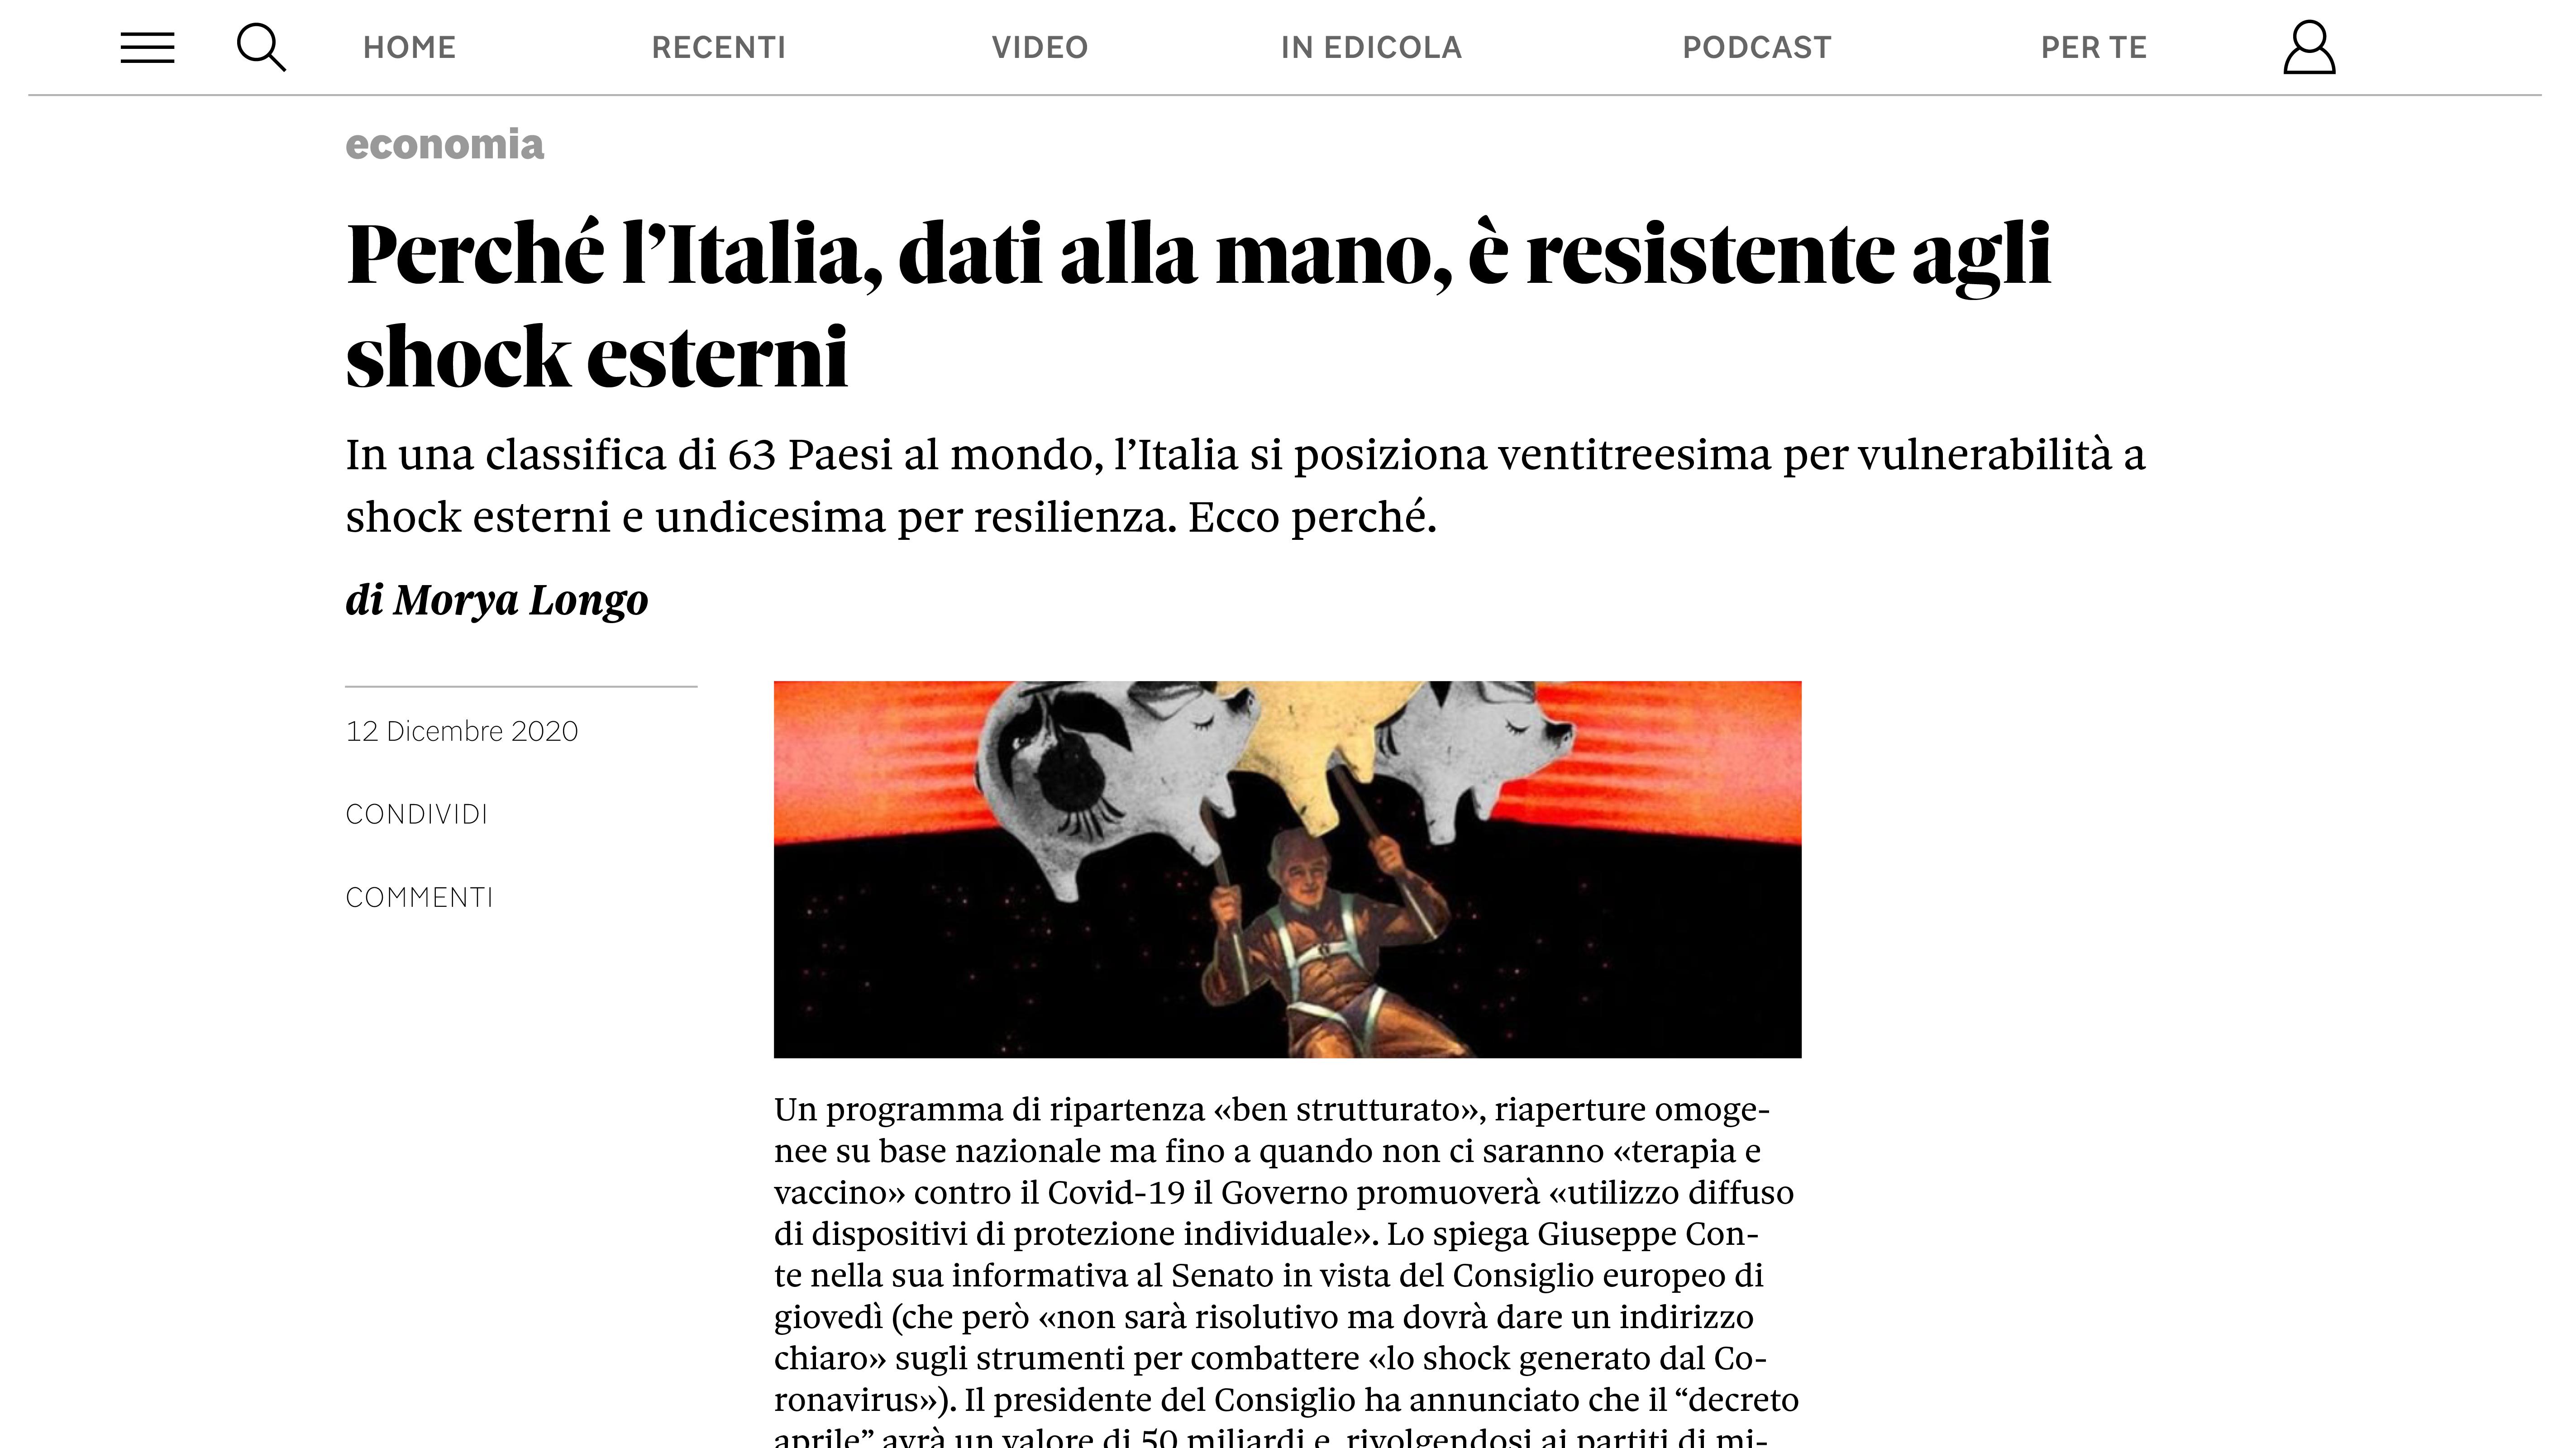 HOME RECENTI VIDEO IN EDICOLA PODCAST PER TE
economia
Perché l’Italia, dati alla mano, è resistente agli
shock esterni
In una classifica di 63 Paesi al mondo, l’Italia si posiziona ventitreesima per vulnerabilità a
shock esterni e undicesima per resilienza. Ecco perché.
di Morya Longo
12 Dicembre 2020
CONDIVIDI
COMMENTI
Un programma di ripartenza «ben strutturato», riaperture omoge-
nee su base nazionale ma fino a quando non ci saranno «terapia e
vaccino» contro il Covid-19 il Governo promuoverà «utilizzo diffuso
di dispositivi di protezione individuale». Lo spiega Giuseppe Con-
te nella sua informativa al Senato in vista del Consiglio europeo di
giovedì (che però «non sarà risolutivo ma dovrà dare un indirizzo
chiaro» sugli strumenti per combattere «lo shock generato dal Co-
ronavirus»). Il presidente del Consiglio ha annunciato che il “decreto
aprile” avrà un valore di 50 miliardi e, rivolgendosi ai partiti di mi-